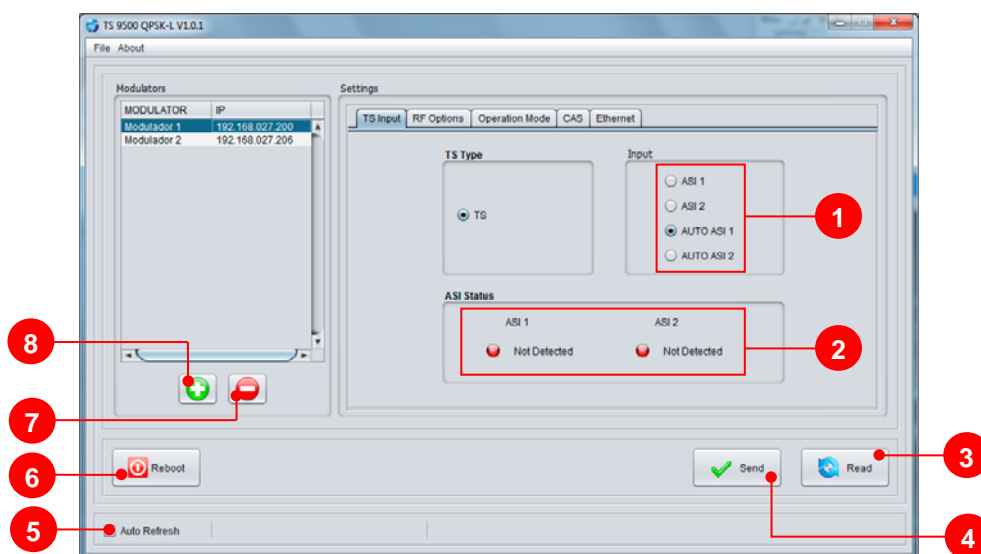 TS 9500 QPSK-L V1.0.1
File About
Modulators
Settings
MODULATOR IP
Modulador 1 192.168.027.200
Modulador 2 192.168.027.206
TS Input RF Options Operation Mode CAS Ethernet
TS Type
Input
TS
ASI 1
ASI 2
AUTO ASI 1
AUTO ASI 2
1
ASI Status
ASI 1 ASI 2
Not Detected Not Detected
2
8
7
Reboot
6
Send
Read
3
4
Auto Refresh
5